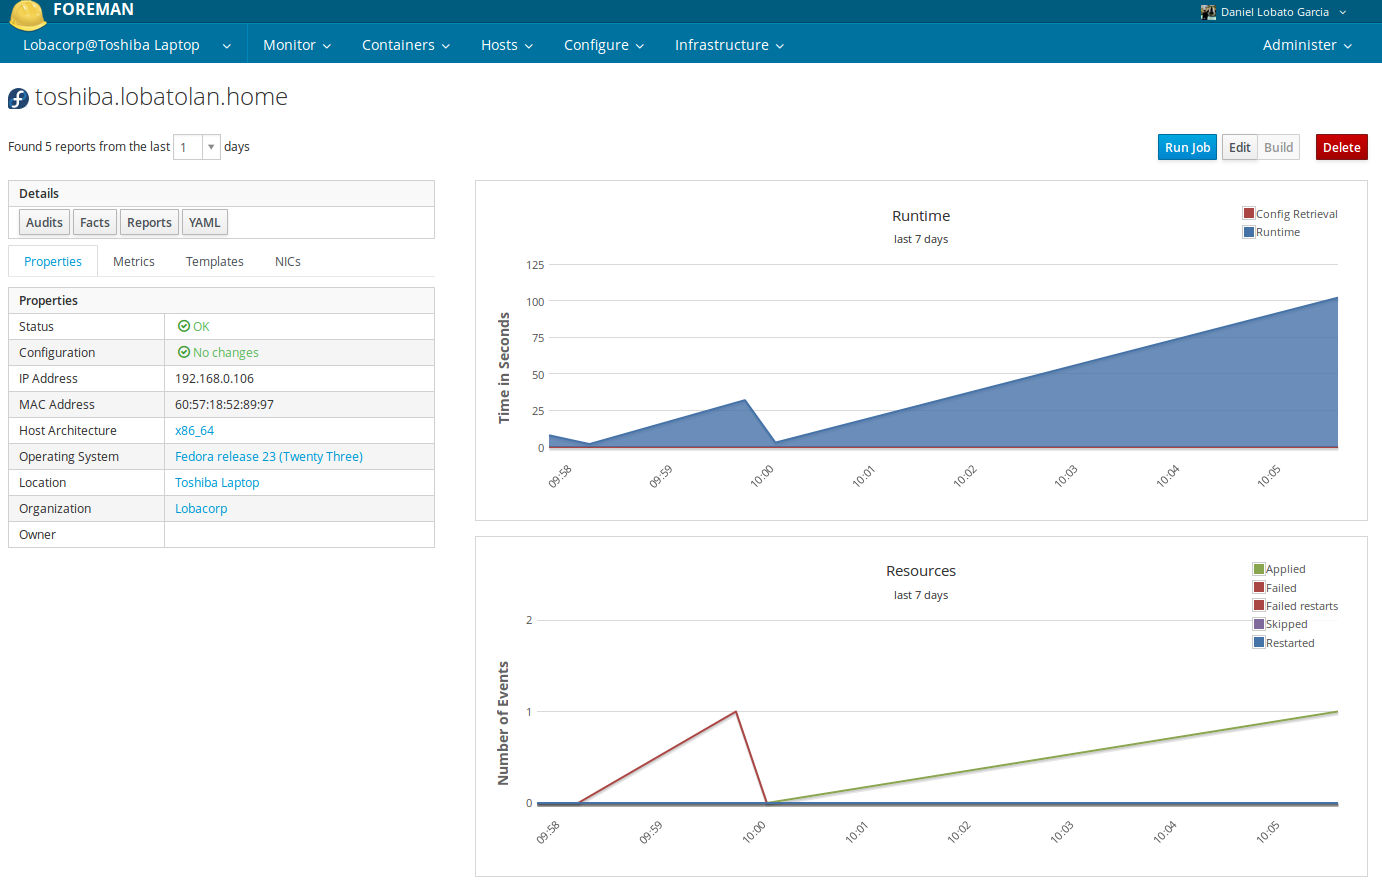 FOREMAN
Daniel Lobato Garcia
Lobacorp@Toshiba Laptop Monitor Containers Hosts Configure Infrastructure Administer
toshiba.lobatolan.home
Found 5 reports from the last 1 days
Run Job Edit Build Delete
Details
Audits Facts Reports YAML
Properties Metrics Templates NICs
Properties
Status OK
Configuration No changes
IP Address 192.168.0.106
MAC Address 60:57:18:52:89:97
Host Architecture x86_64
Operating System Fedora release 23 (Twenty Three)
Location Toshiba Laptop
Organization Lobacorp
Owner
Runtime
last 7 days
Config Retrieval
Runtime
Time in Seconds
125
100
75
50
25
0
09:58 09:59 10:00 10:01 10:02 10:03 10:04 10:05
Resources
last 7 days
Applied
Failed
Failed restarts
Skipped
Restarted
Number of Events
2
1
0
09:58 09:59 10:00 10:01 10:02 10:03 10:04 10:05